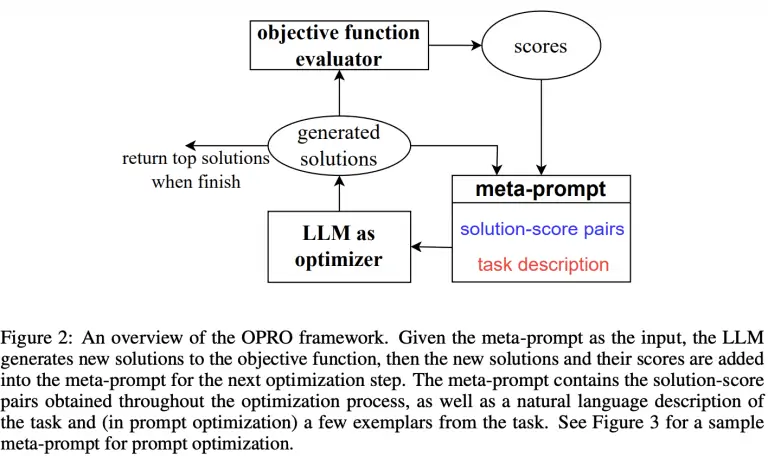 objective function
evaluator
scores
generated
solutions
return top solutions
when finish
meta-prompt
solution-score pairs
task description
LLM as
optimizer
Figure 2: An overview of the OPRO framework. Given the meta-prompt as the input, the LLM
generates new solutions to the objective function, then the new solutions and their scores are added
into the meta-prompt for the next optimization step. The meta-prompt contains the solution-score
pairs obtained throughout the optimization process, as well as a natural language description of
the task and (in prompt optimization) a few exemplars from the task. See Figure 3 for a sample
meta-prompt for prompt optimization.